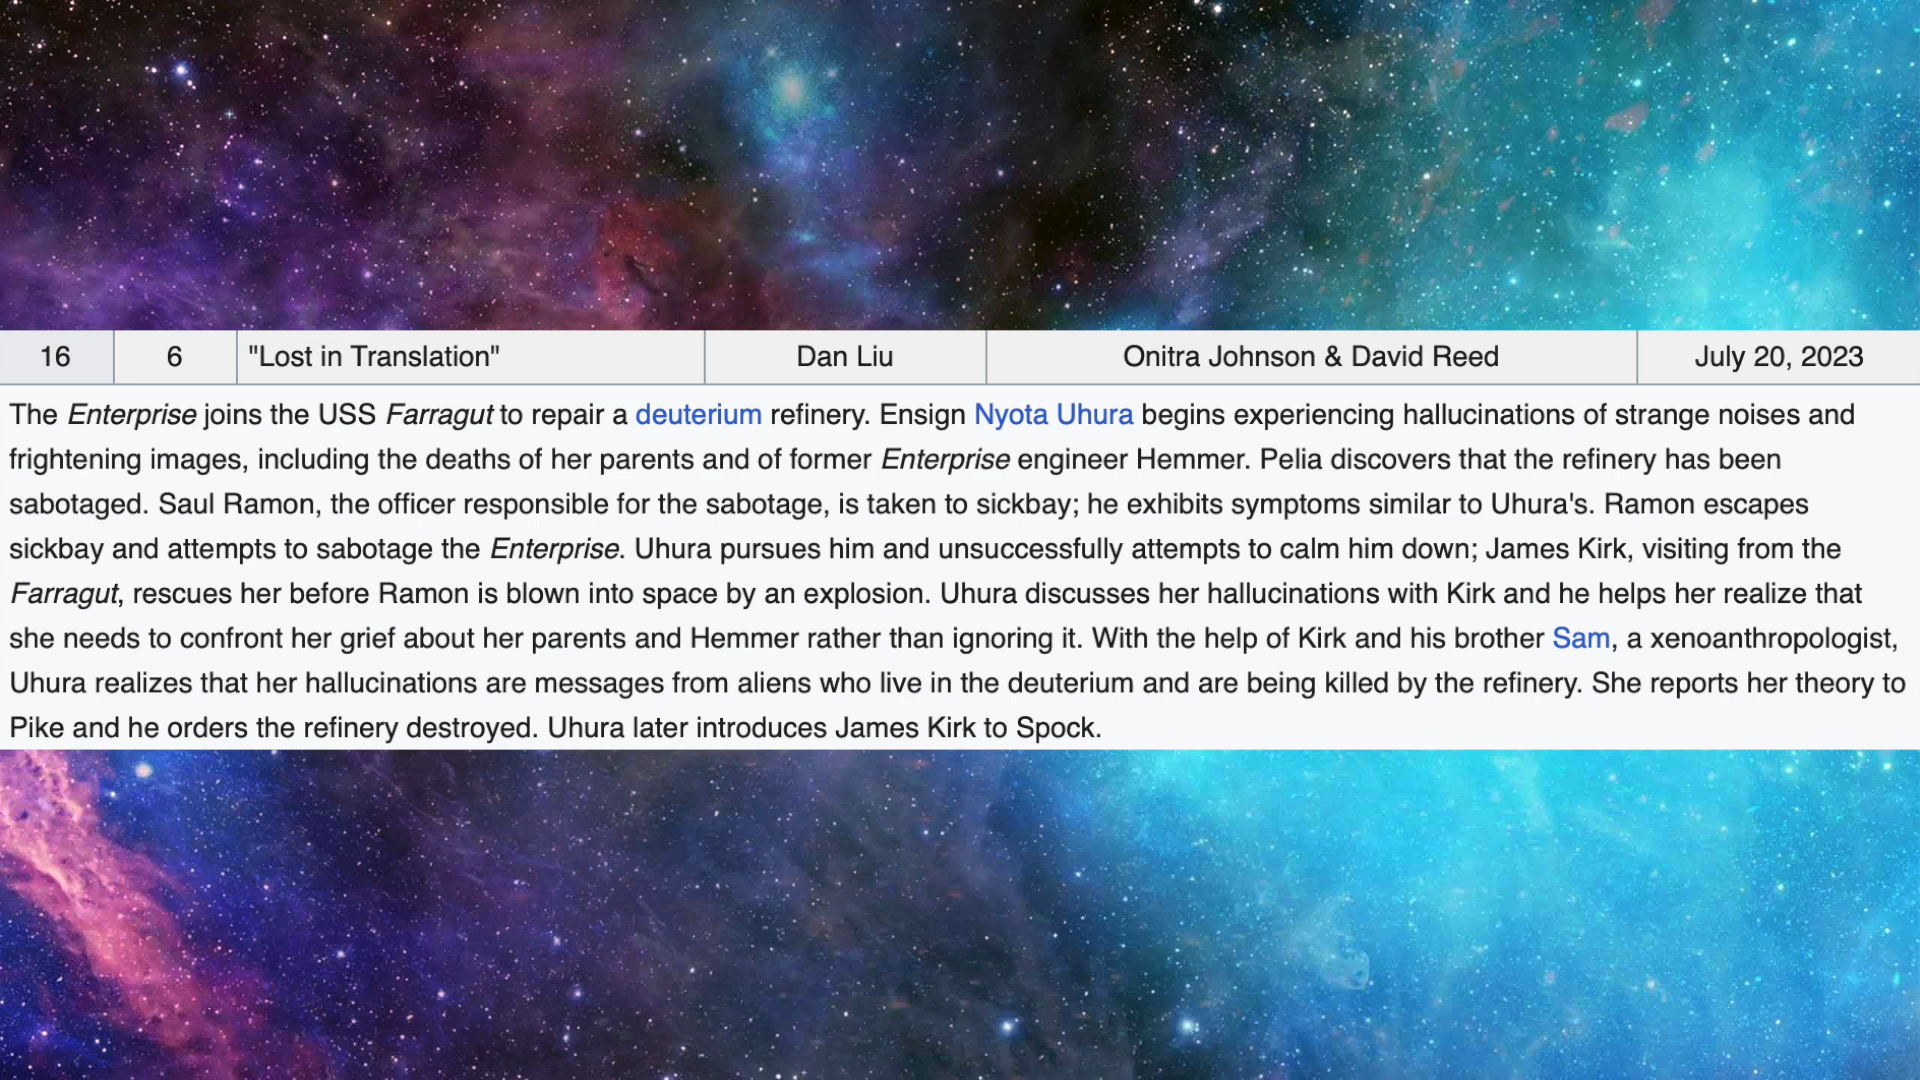 16 6 "Lost in Translation" Dan Liu Onitra Johnson & David Reed July 20, 2023
The Enterprise joins the USS Farragut to repair a deuterium refinery. Ensign Nyota Uhura begins experiencing hallucinations of strange noises and
frightening images, including the deaths of her parents and of former Enterprise engineer Hemmer. Pelia discovers that the refinery has been
sabotaged. Saul Ramon, the officer responsible for the sabotage, is taken to sickbay; he exhibits symptoms similar to Uhura's. Ramon escapes
sickbay and attempts to sabotage the Enterprise. Uhura pursues him and unsuccessfully attempts to calm him down; James Kirk, visiting from the
Farragut, rescues her before Ramon is blown into space by an explosion. Uhura discusses her hallucinations with Kirk and he helps her realize that
she needs to confront her grief about her parents and Hemmer rather than ignoring it. With the help of Kirk and his brother Sam, a xenoanthropologist,
Uhura realizes that her hallucinations are messages from aliens who live in the deuterium and are being killed by the refinery. She reports her theory to
Pike and he orders the refinery destroyed. Uhura later introduces James Kirk to Spock.